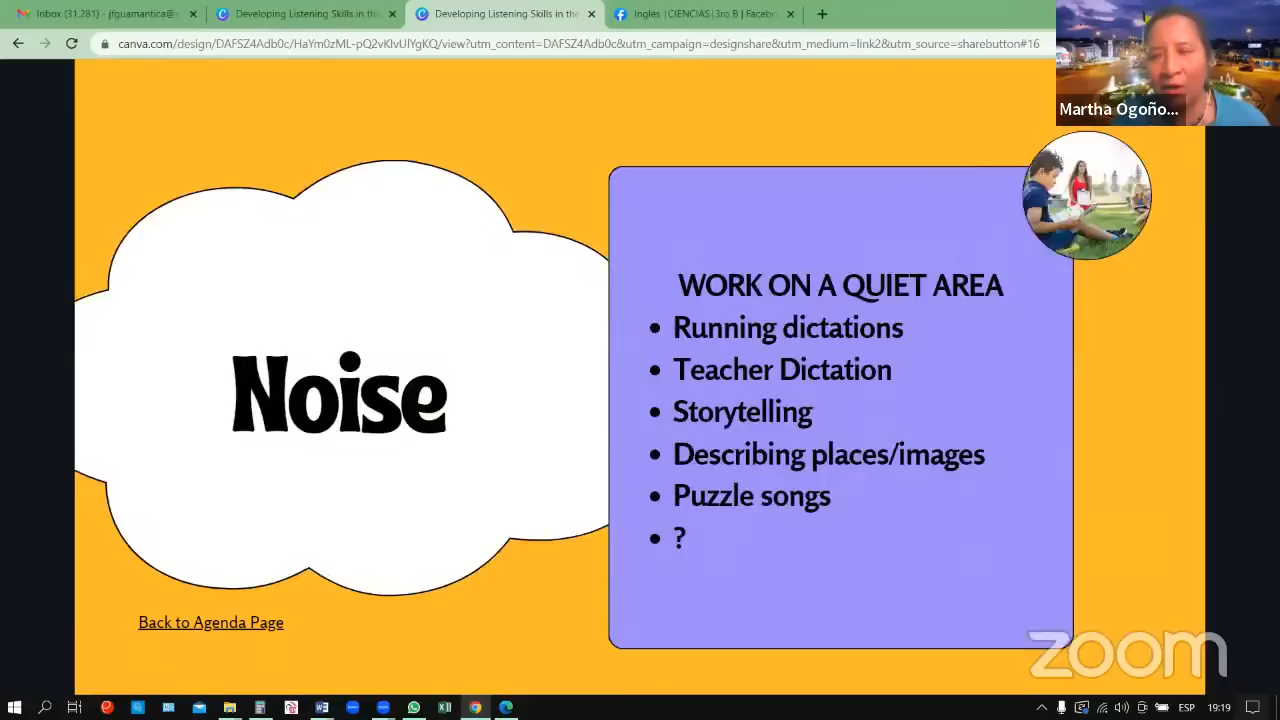 Inbox (31,281) - jfguamantica@
Developing Listening Skills in the
Developing Listening Skills in the
Inglés |CIENCIAS|3ro B | Facebo
canva.com/design/DAFSZ4Adb0c/HaYm0zML-pQ2vKlvUlYgKQ/view?utm_content=DAFSZ4Adb0c&utm_campaign=designshare&utm_medium=link2&utm_source=sharebutton#16
Martha Ogoño...
WORK ON A QUIET AREA
• Running dictations
• Teacher Dictation
• Storytelling
• Describing places/images
• Puzzle songs
• ?
Noise
Back to Agenda Page
zoom
ESP
19:19